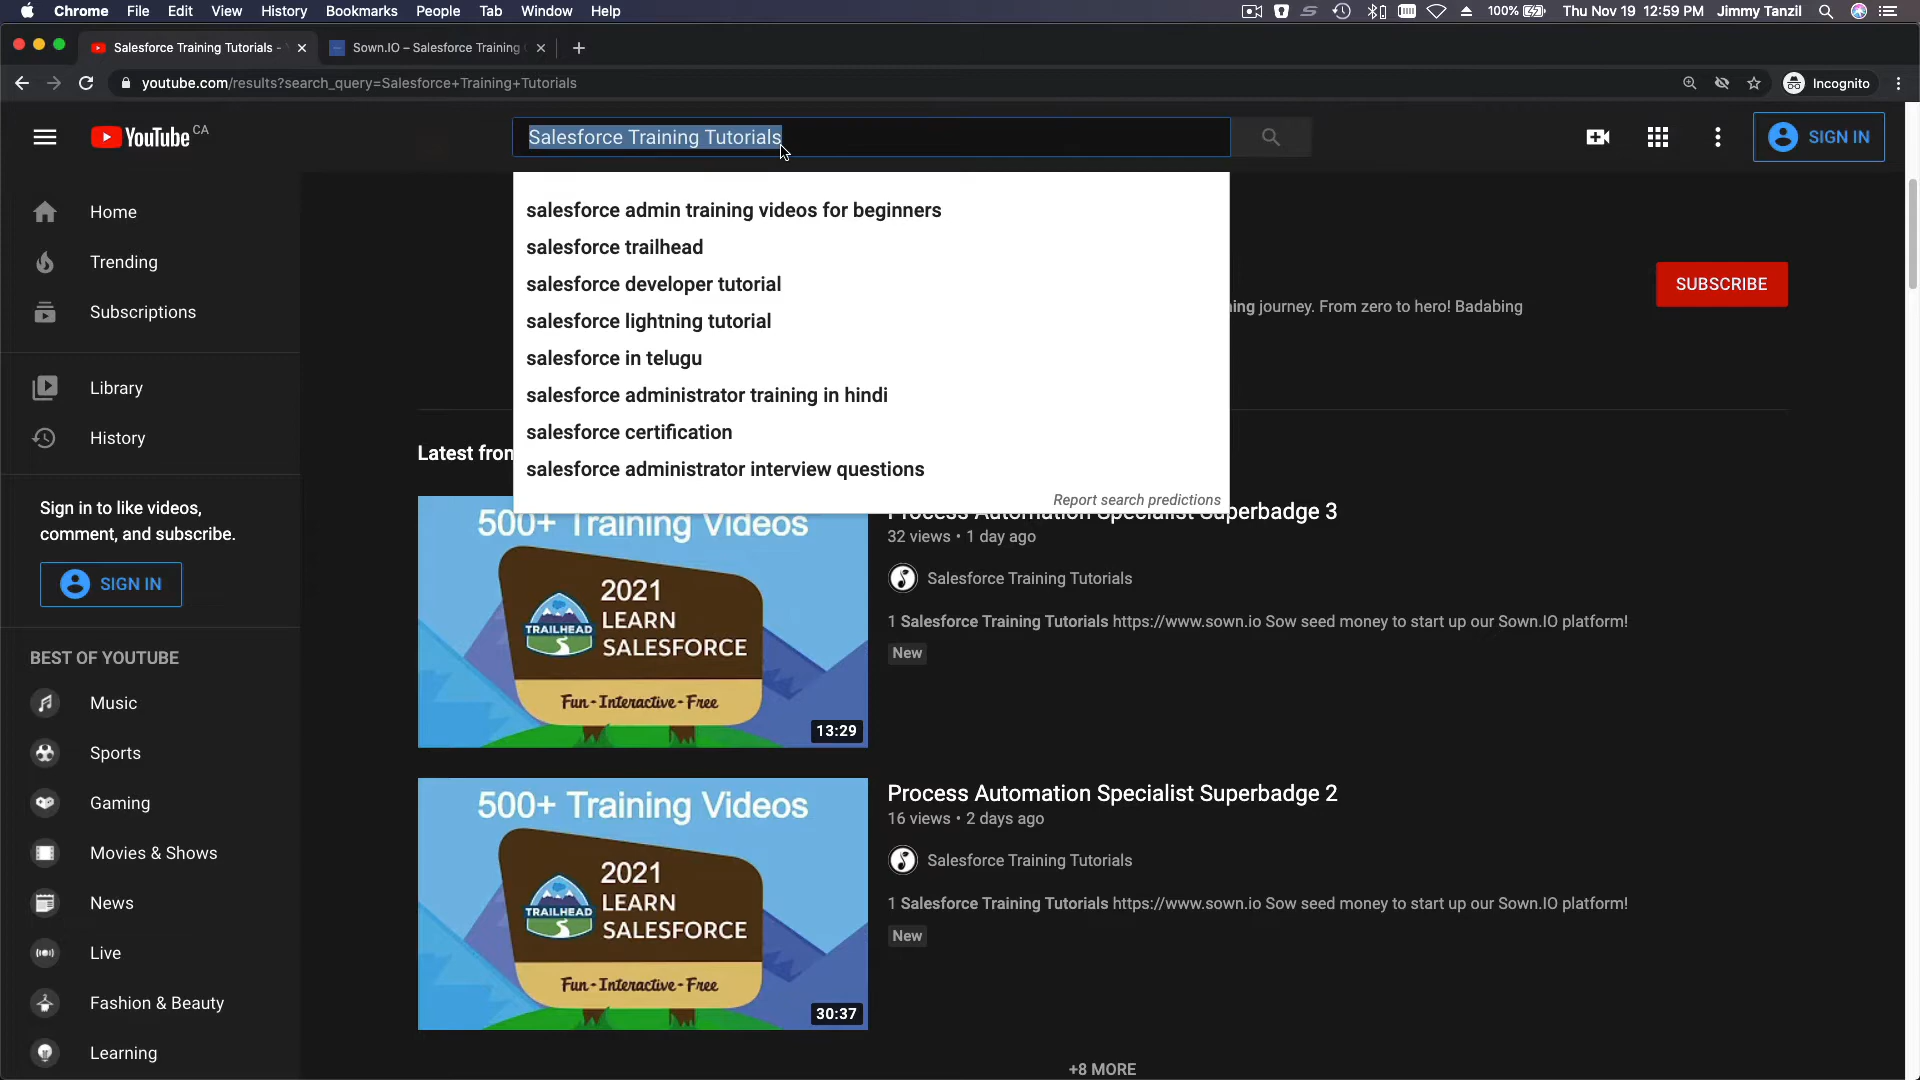 Chrome File Edit View History Bookmarks People Tab Window Help
100% Thu Nov 19 12:59 PM Jimmy Tanzil
Salesforce Training Tutorials -
Sown.IO – Salesforce Training
youtube.com/results?search_query=Salesforce+Training+Tutorials
Incognito
YouTube CA
Salesforce Training Tutorials
SIGN IN
salesforce admin training videos for beginners
salesforce trailhead
salesforce developer tutorial
salesforce lightning tutorial
salesforce in telugu
salesforce administrator training in hindi
salesforce certification
salesforce administrator interview questions
Report search predictions
Home
Trending
Subscriptions
Library
History
Sign in to like videos,
comment, and subscribe.
SIGN IN
BEST OF YOUTUBE
Music
Sports
Gaming
Movies & Shows
News
Live
Fashion & Beauty
Learning
journey. From zero to hero! Badabing
SUBSCRIBE
Latest from
500+ Training Videos
2021
LEARN
SALESFORCE
TRAILHEAD
Fun - Interactive - Free
13:29
Process Automation Specialist Superbadge 3
32 views • 1 day ago
Salesforce Training Tutorials
1 Salesforce Training Tutorials https://www.sown.io Sow seed money to start up our Sown.IO platform!
New
500+ Training Videos
2021
LEARN
SALESFORCE
TRAILHEAD
Fun - Interactive - Free
30:37
Process Automation Specialist Superbadge 2
16 views • 2 days ago
Salesforce Training Tutorials
1 Salesforce Training Tutorials https://www.sown.io Sow seed money to start up our Sown.IO platform!
New
+8 MORE